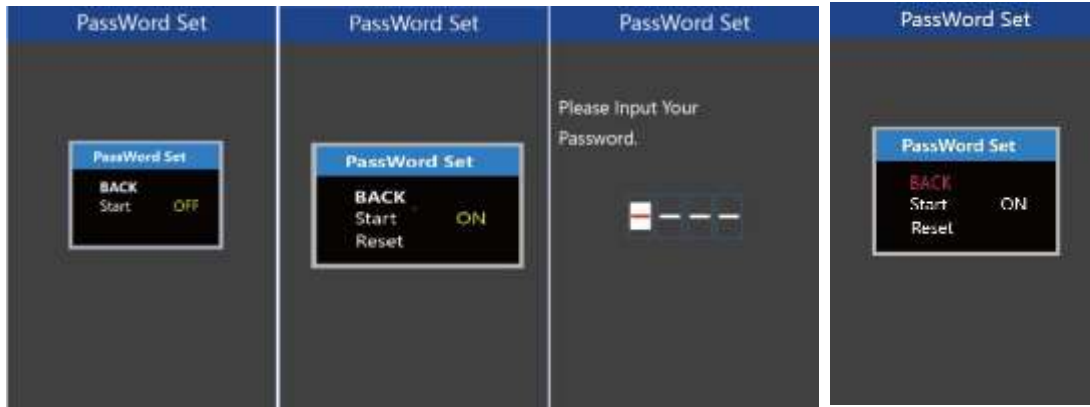 PassWord Set
PassWord Set
BACK
Start OFF
PassWord Set
PassWord Set
BACK
Start ON
Reset
PassWord Set
Please Input Your
Password.
PassWord Set
PassWord Set
BACK
Start ON
Reset